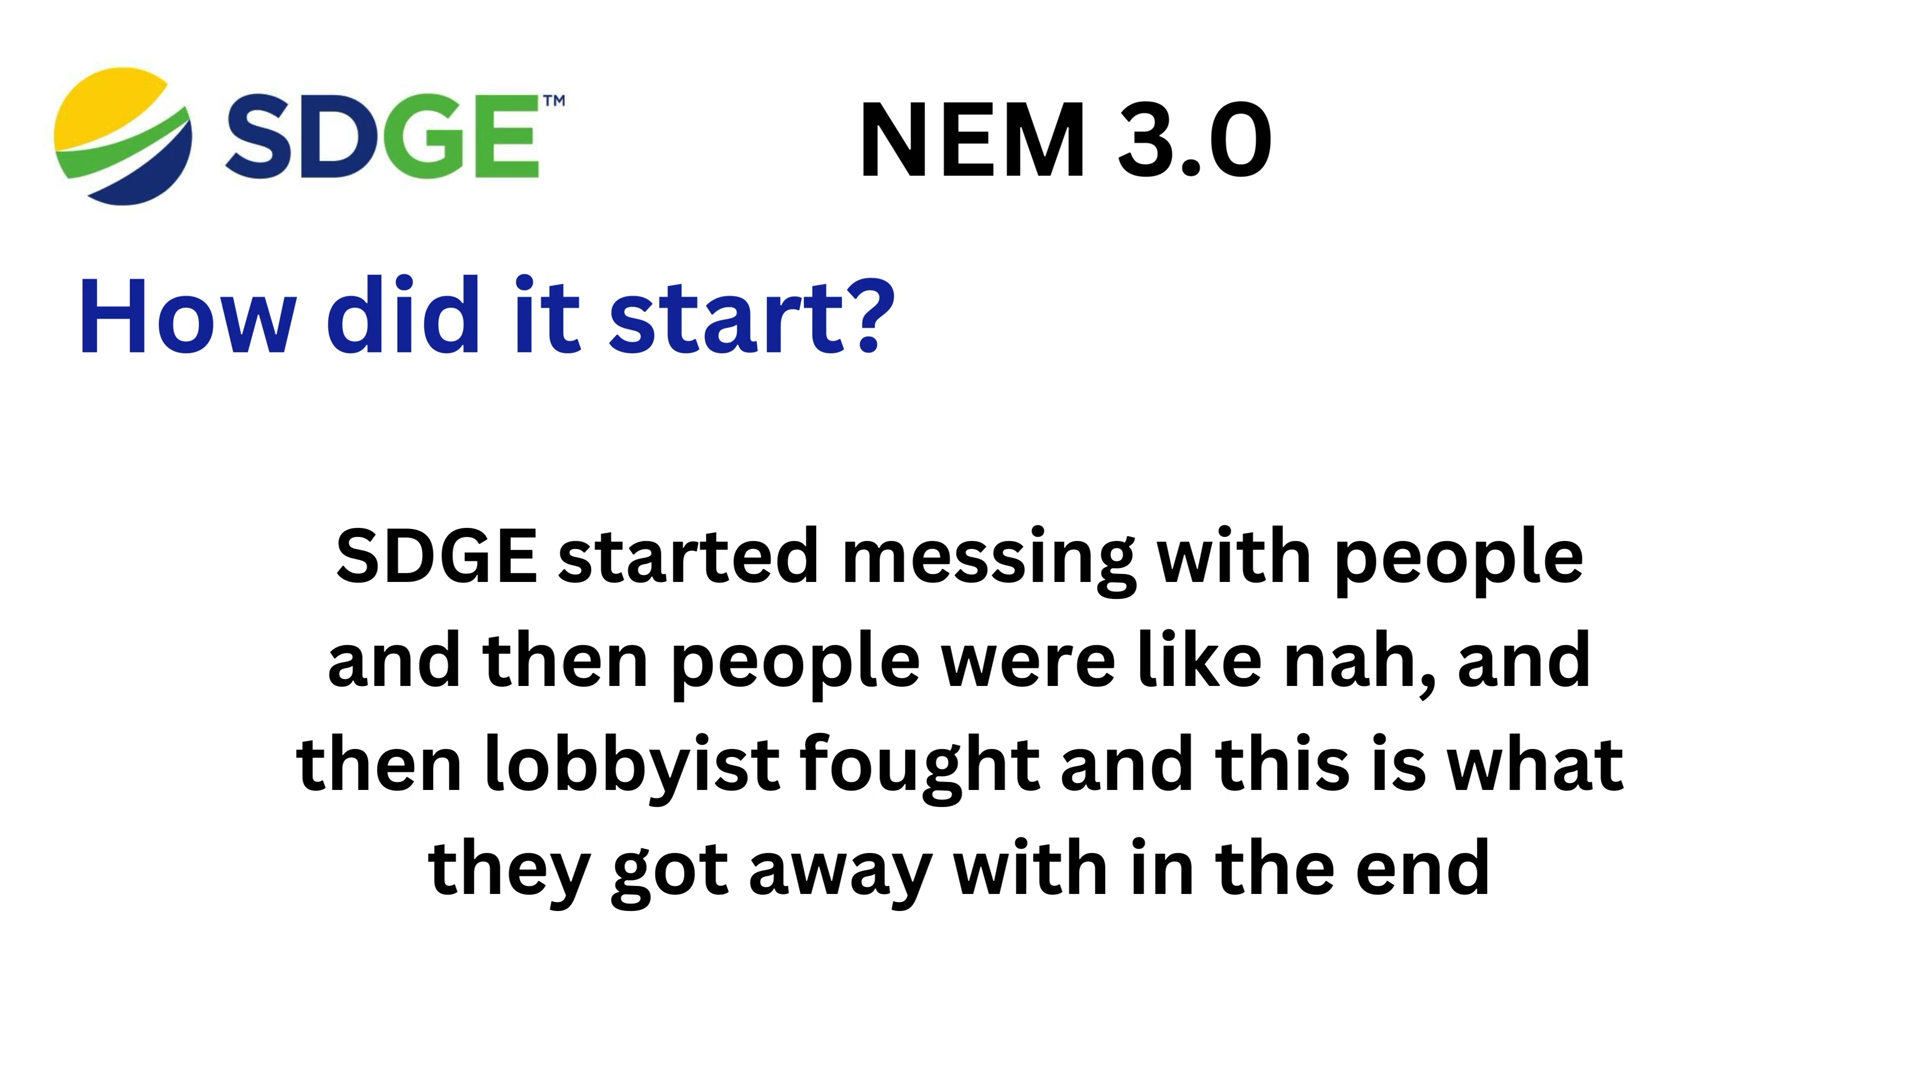 SDGE™
NEM 3.0
How did it start?
SDGE started messing with people
and then people were like nah, and
then lobbyist fought and this is what
they got away with in the end